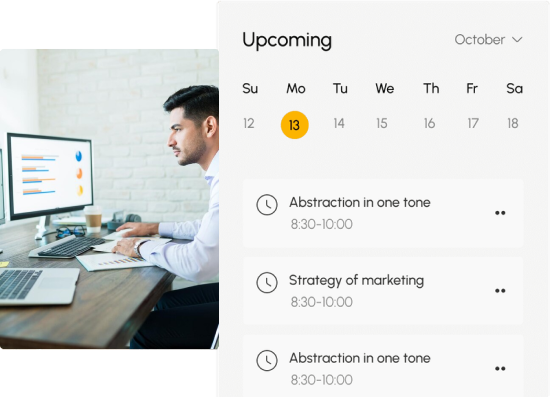 Upcoming
October
Su Mo Tu We Th Fr Sa
12 13 14 15 16 17 18
Abstraction in one tone
8:30-10:00
Strategy of marketing
8:30-10:00
Abstraction in one tone
8:30-10:00